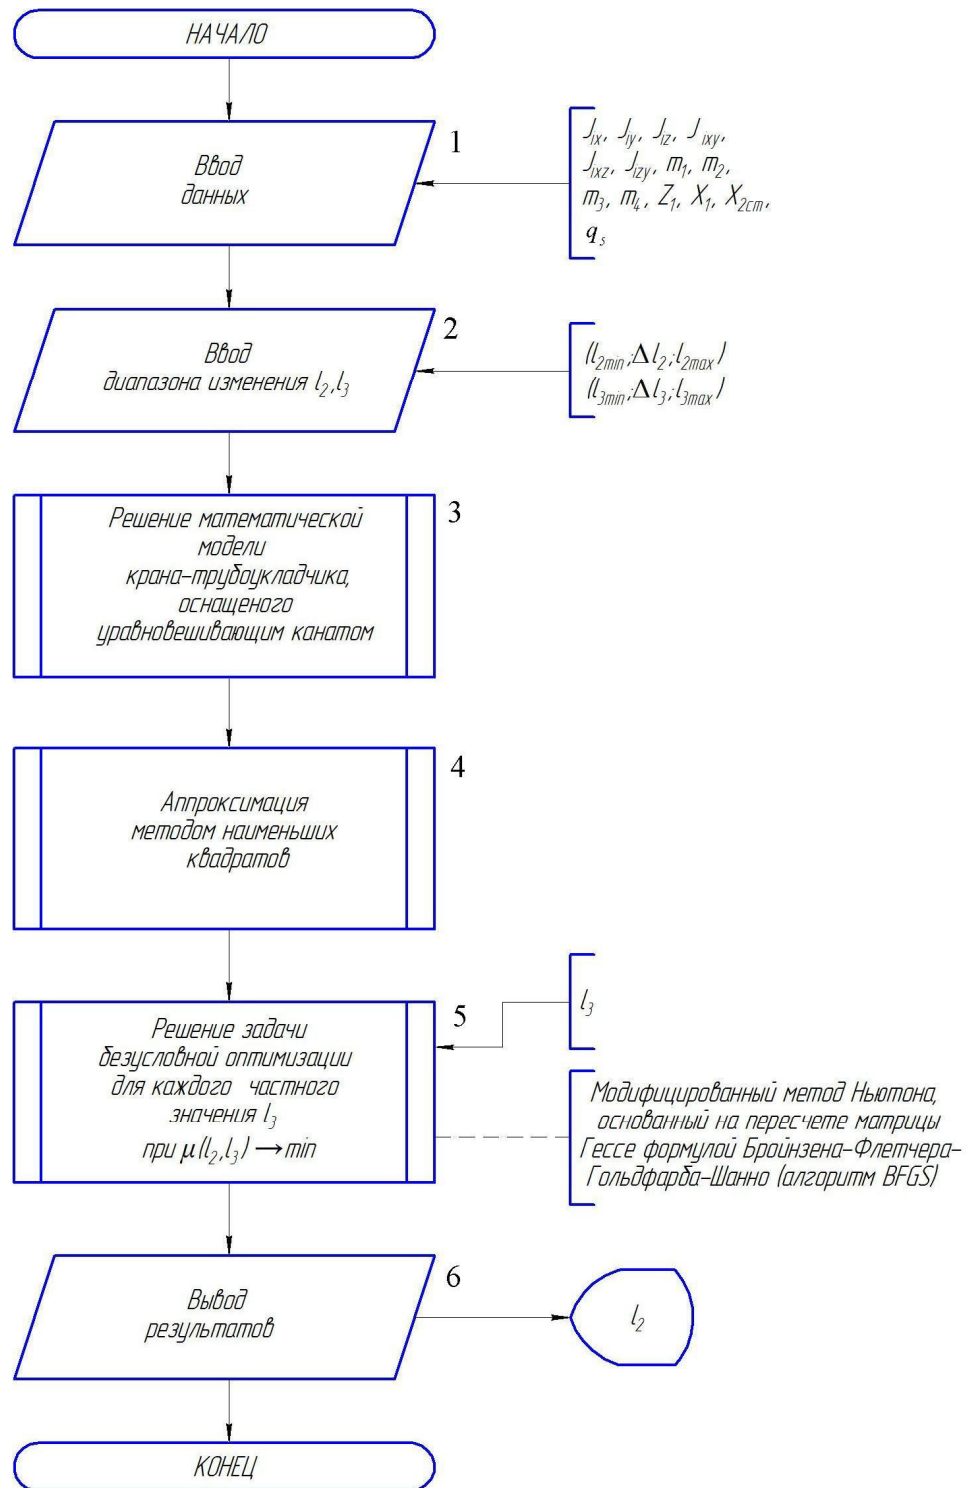 НАЧАЛО
Ввод
данных
1
J_ix, J_iy, J_iz, J_ixy,
J_ixz, J_izy, m_1, m_2,
m_3, m_4, Z_1, X_1, X_2cm,
q_s
Ввод
диапазона изменения l_2,l_3
2
(l_2min;Δl_2;l_2max)
(l_3min;Δl_3;l_3max)
Решение математической
модели
крана-трубоукладчика,
оснащеного
уравновешивающим канатом
3
Аппроксимация
методом наименьших
квадратов
4
Решение задачи
безусловной оптимизации
для каждого частного
значения l_3
при μ(l_2,l_3)→min
5
l_3
Модифицированный метод Ньютона,
основанный на пересчете матрицы
Гессе формулой Бройнзена-Флетчера-
Гольдфарба-Шанно (алгоритм BFGS)
Вывод
результатов
6
l_2
КОНЕЦ